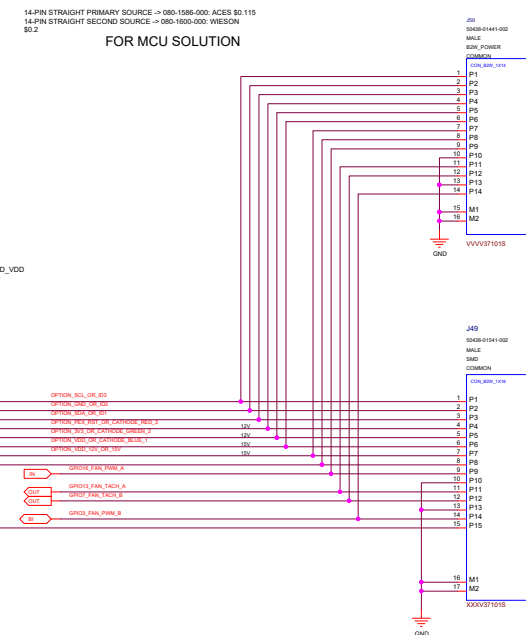 14-PIN STRAIGHT PRIMARY SOURCE -> 080-1586-000: ACES $0.115
14-PIN STRAIGHT SECOND SOURCE -> 080-1600-000: WIESON
$0.2
FOR MCU SOLUTION
J50
50438-01441-002
MALE
B2W_POWER
COMMON
CON_B2W_1X14
1 P1
2 P2
3 P3
4 P4
5 P5
6 P6
7 P7
8 P8
9 P9
10 P10
11 P11
12 P12
13 P13
14 P14
15 M1
16 M2
VVVV37101S
GND
D_VDD
J49
50438-01541-002
MALE
SMD
COMMON
CON_B2W_1X16
OPTION_SCL_OR_ID3 1 P1
OPTION_GND_OR_ID2 2 P2
OPTION_SDA_OR_ID1 3 P3
OPTION_PEX_RST_OR_CATHODE_RED_3 12V 4 P4
OPTION_3V3_OR_CATHODE_GREEN_2 12V 5 P5
OPTION_VDD_OR_CATHODE_BLUE_1 15V 6 P6
OPTION_VDD_12V_OR_15V 15V 7 P7
8 P8
IN GPIO16_FAN_PWM_A 9 P9
10 P10
OUT GPIO13_FAN_TACH_A 11 P11
OUT GPIO7_FAN_TACH_B 12 P12
13 P13
BI GPIO3_FAN_PWM_B 14 P14
15 P15
16 M1
17 M2
XXXV37101S
GND